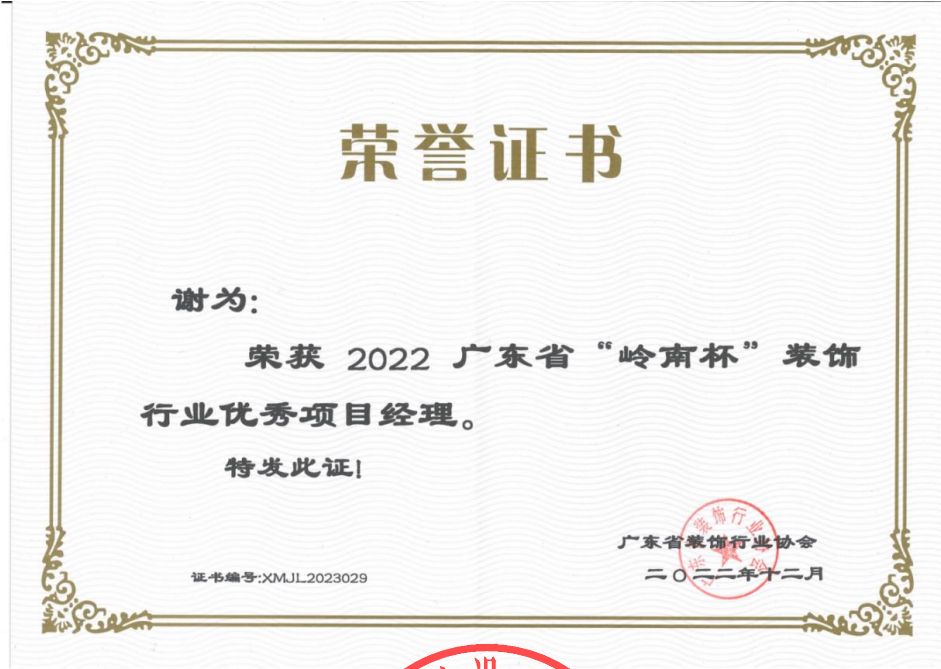 荣誉证书
谢为:
荣获 2022 广东省“岭南杯”装饰
行业优秀项目经理。
特发此证!
广东省装饰行业协会
二〇二二年十二月
证书编号:XMJL2023029